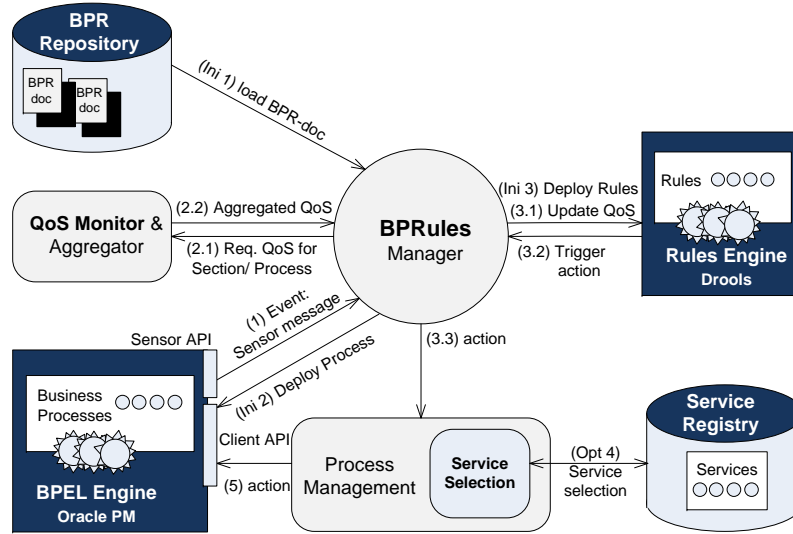 BPR
Repository
BPR
doc
BPR
doc
(Ini 1) load BPR-doc
QoS Monitor &
Aggregator
(2.2) Aggregated QoS
(2.1) Req. QoS for
Section/ Process
BPRules
Manager
(Ini 3) Deploy Rules
(3.1) Update QoS
(3.2) Trigger
action
Rules
Rules Engine
Drools
(1) Event:
Sensor message
(Ini 2) Deploy Process
(3.3) action
Sensor API
Business
Processes
BPEL Engine
Oracle PM
Client API
(5) action
Process
Management
Service
Selection
(Opt 4)
Service
selection
Service
Registry
Services